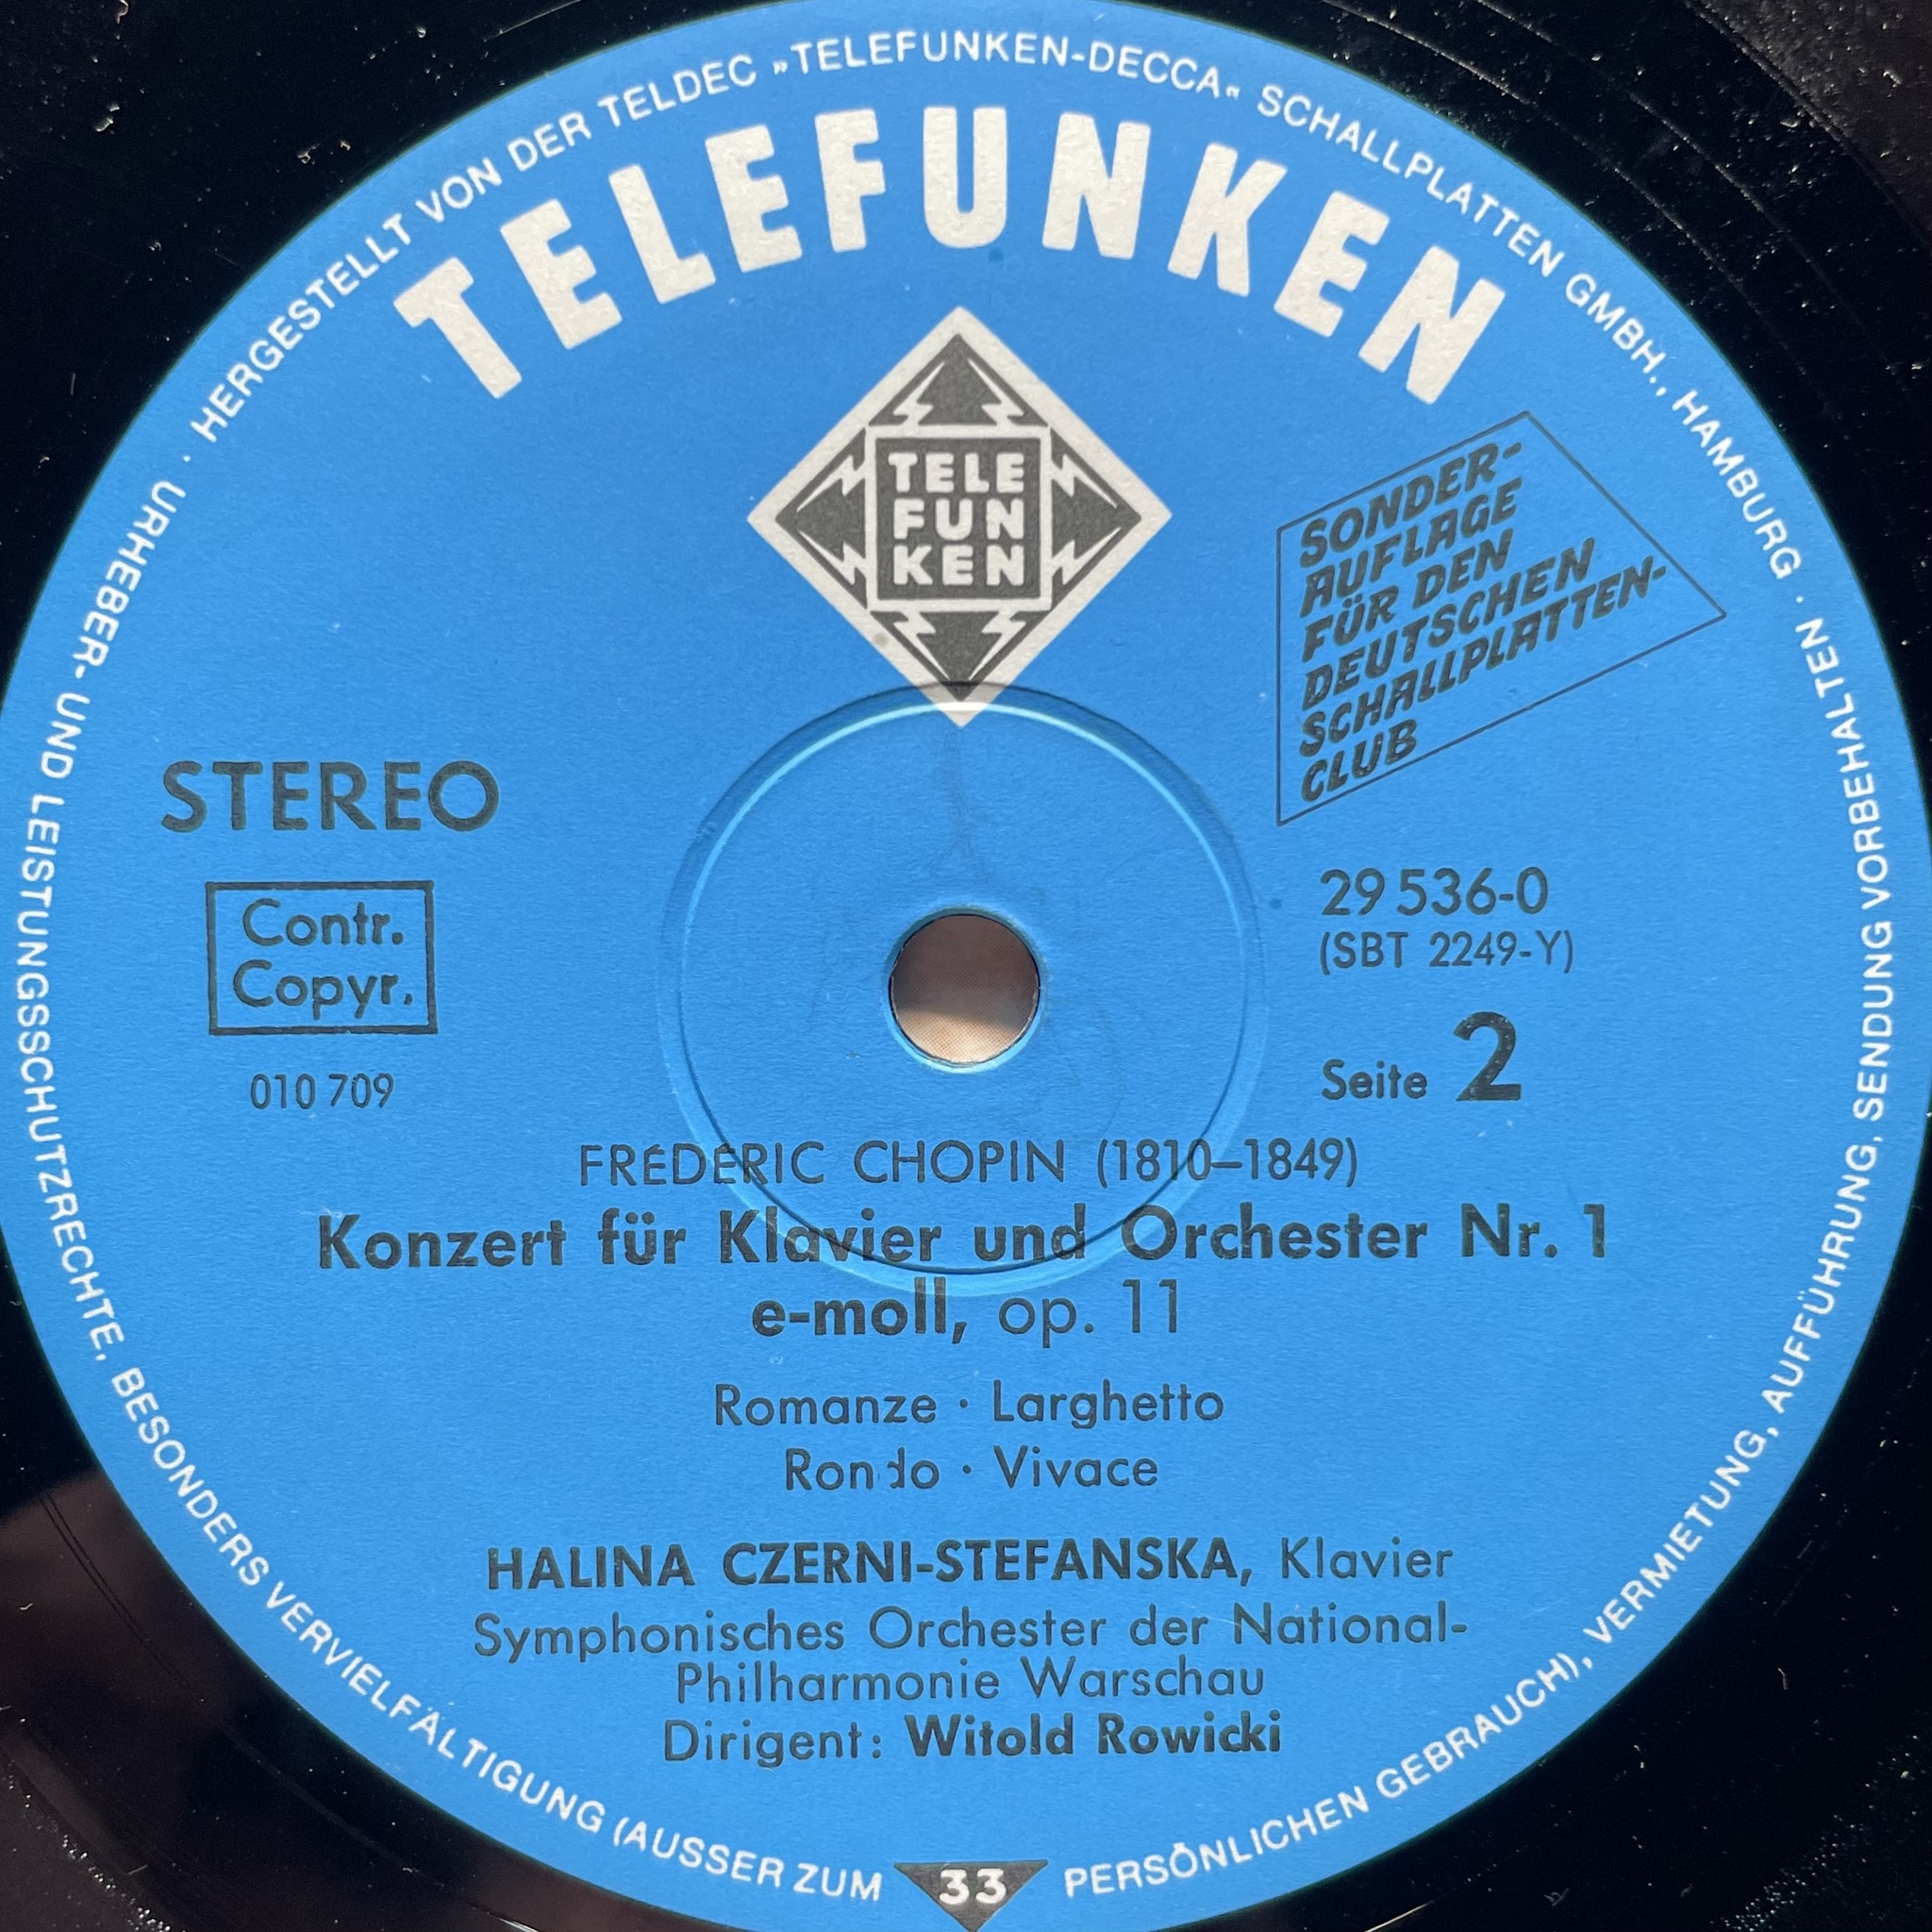 HERGESTELLT VON DER TELDEC »TELEFUNKEN-DECCA« SCHALLPLATTEN GMBH., HAMBURG ·
URHEBER- UND LEISTUNGSSCHUTZRECHTE, BESONDERS VERVIELFÄLTIGUNG (AUSSER ZUM PERSÖNLICHEN GEBRAUCH), VERMIETUNG, AUFFÜHRUNG, SENDUNG VORBEHALTEN ·
TELEFUNKEN
TELE
FUN
KEN
SONDER-
AUFLAGE
FÜR DEN
DEUTSCHEN
SCHALLPLATTEN-
CLUB
STEREO
Contr.
Copyr.
010 709
29 536-0
(SBT 2249-Y)
Seite 2
FRÉDÉRIC CHOPIN (1810–1849)
Konzert für Klavier und Orchester Nr. 1
e-moll, op. 11
Romanze · Larghetto
Rondo · Vivace
HALINA CZERNI-STEFANSKA, Klavier
Symphonisches Orchester der National-
Philharmonie Warschau
Dirigent: Witold Rowicki
33